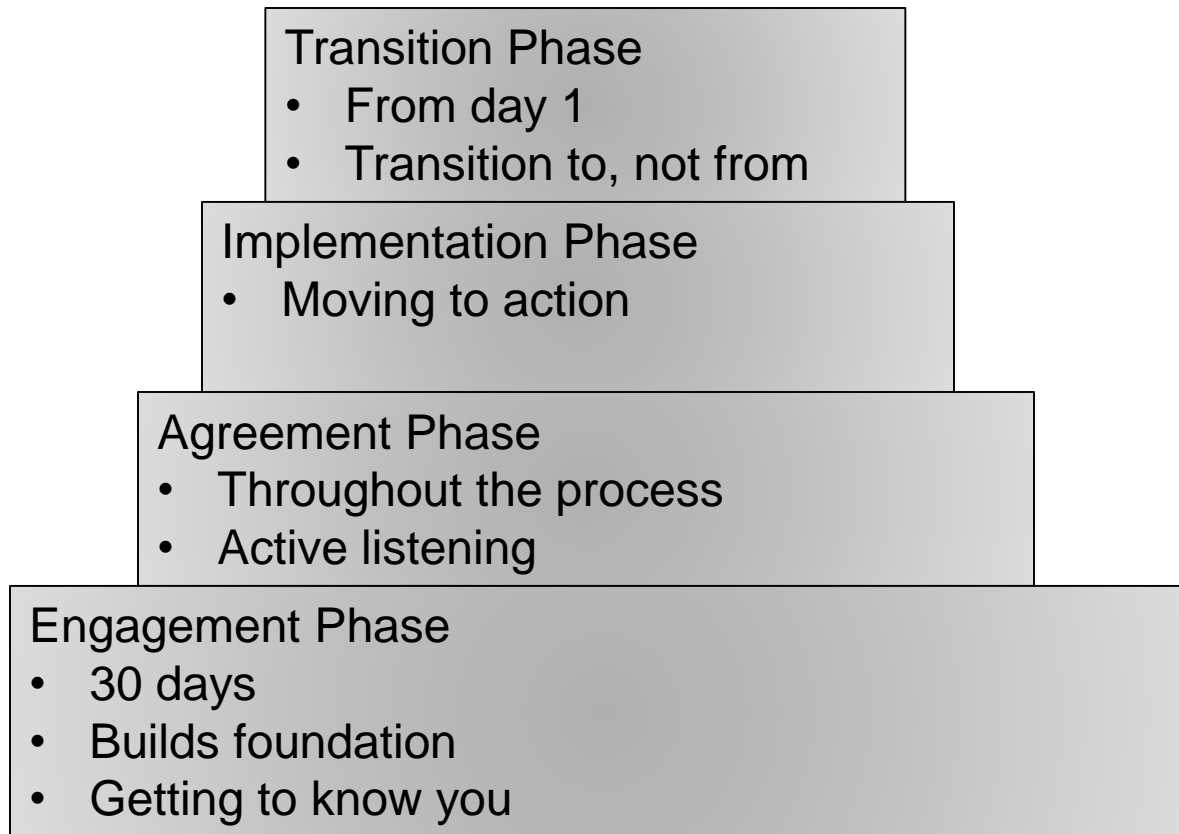 Transition Phase
• From day 1
• Transition to, not from
Implementation Phase
• Moving to action
Agreement Phase
• Throughout the process
• Active listening
Engagement Phase
• 30 days
• Builds foundation
• Getting to know you